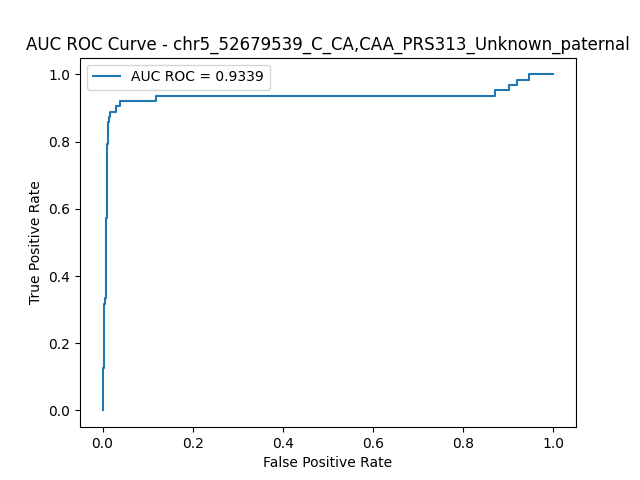 AUC ROC Curve - chr5_52679539_C_CA,CAA_PRS313_Unknown_paternal
AUC ROC = 0.9339
True Positive Rate
1.0
0.8
0.6
0.4
0.2
0.0
0.0 0.2 0.4 0.6 0.8 1.0
False Positive Rate